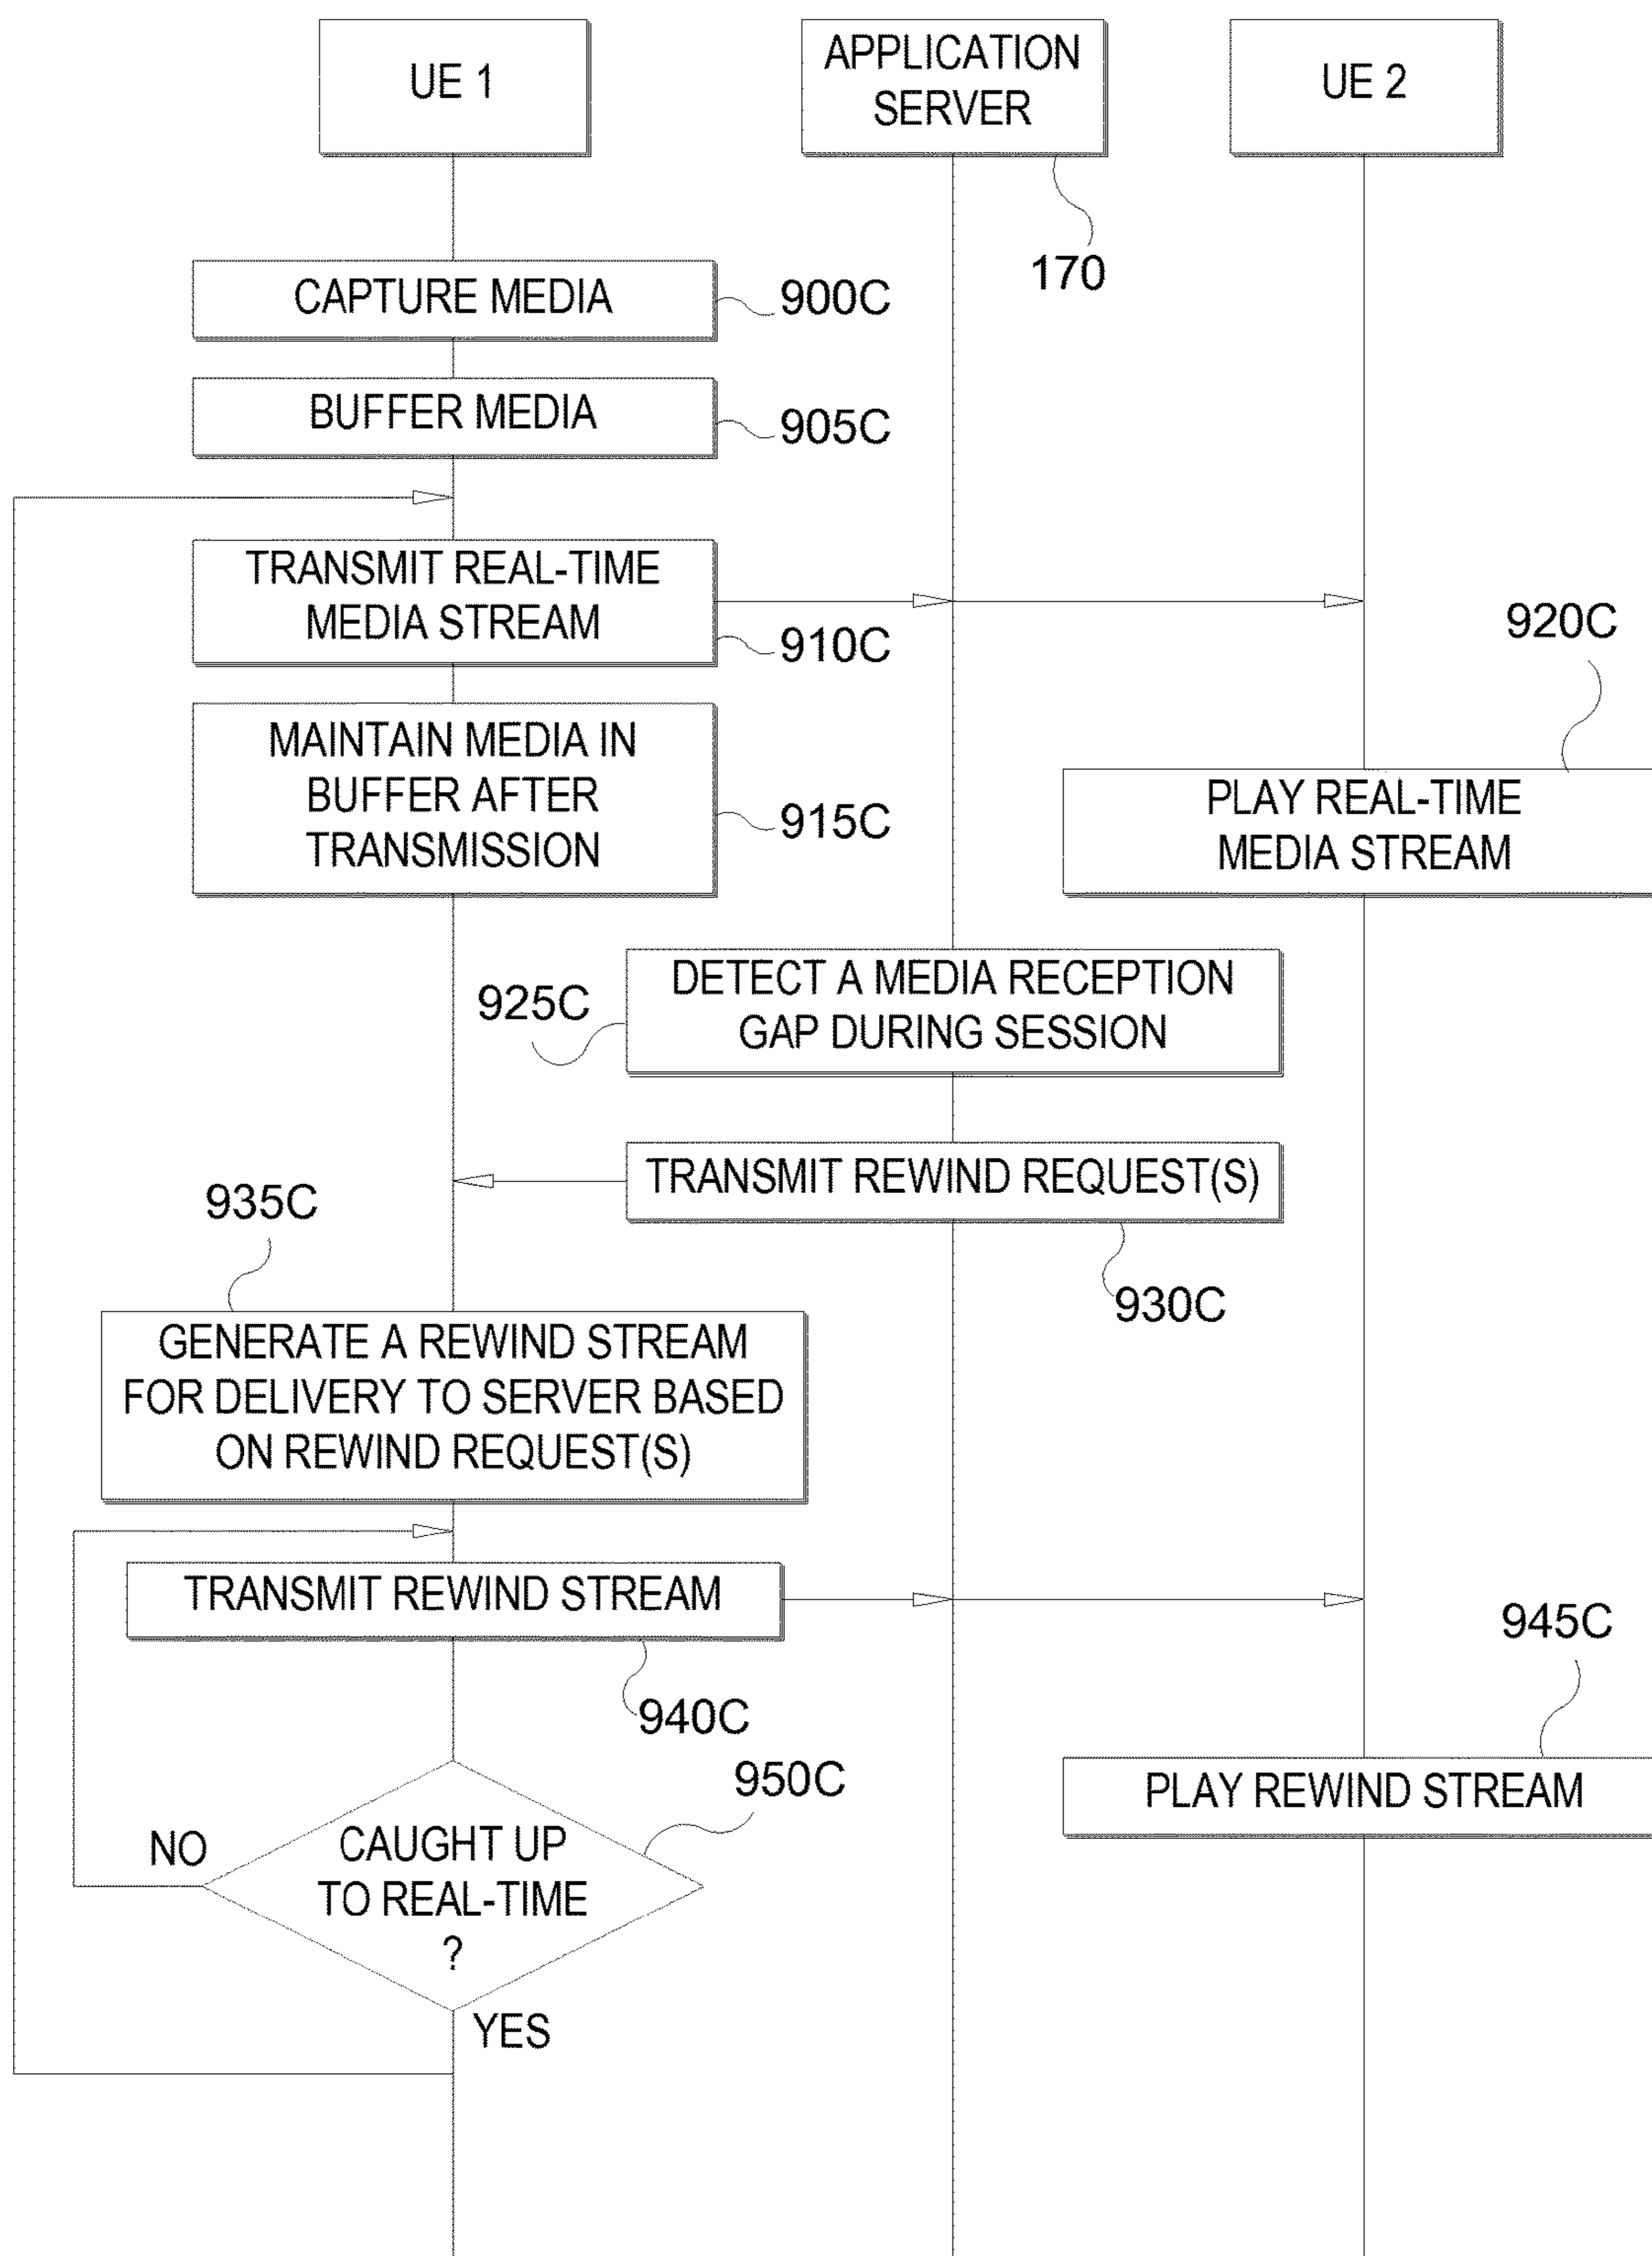 UE 1
APPLICATION
SERVER
UE 2
170
CAPTURE MEDIA
900C
BUFFER MEDIA
905C
TRANSMIT REAL-TIME
MEDIA STREAM
910C
920C
MAINTAIN MEDIA IN
BUFFER AFTER
TRANSMISSION
915C
PLAY REAL-TIME
MEDIA STREAM
925C
DETECT A MEDIA RECEPTION
GAP DURING SESSION
TRANSMIT REWIND REQUEST(S)
930C
935C
GENERATE A REWIND STREAM
FOR DELIVERY TO SERVER BASED
ON REWIND REQUEST(S)
TRANSMIT REWIND STREAM
940C
945C
PLAY REWIND STREAM
950C
NO
CAUGHT UP
TO REAL-TIME
?
YES